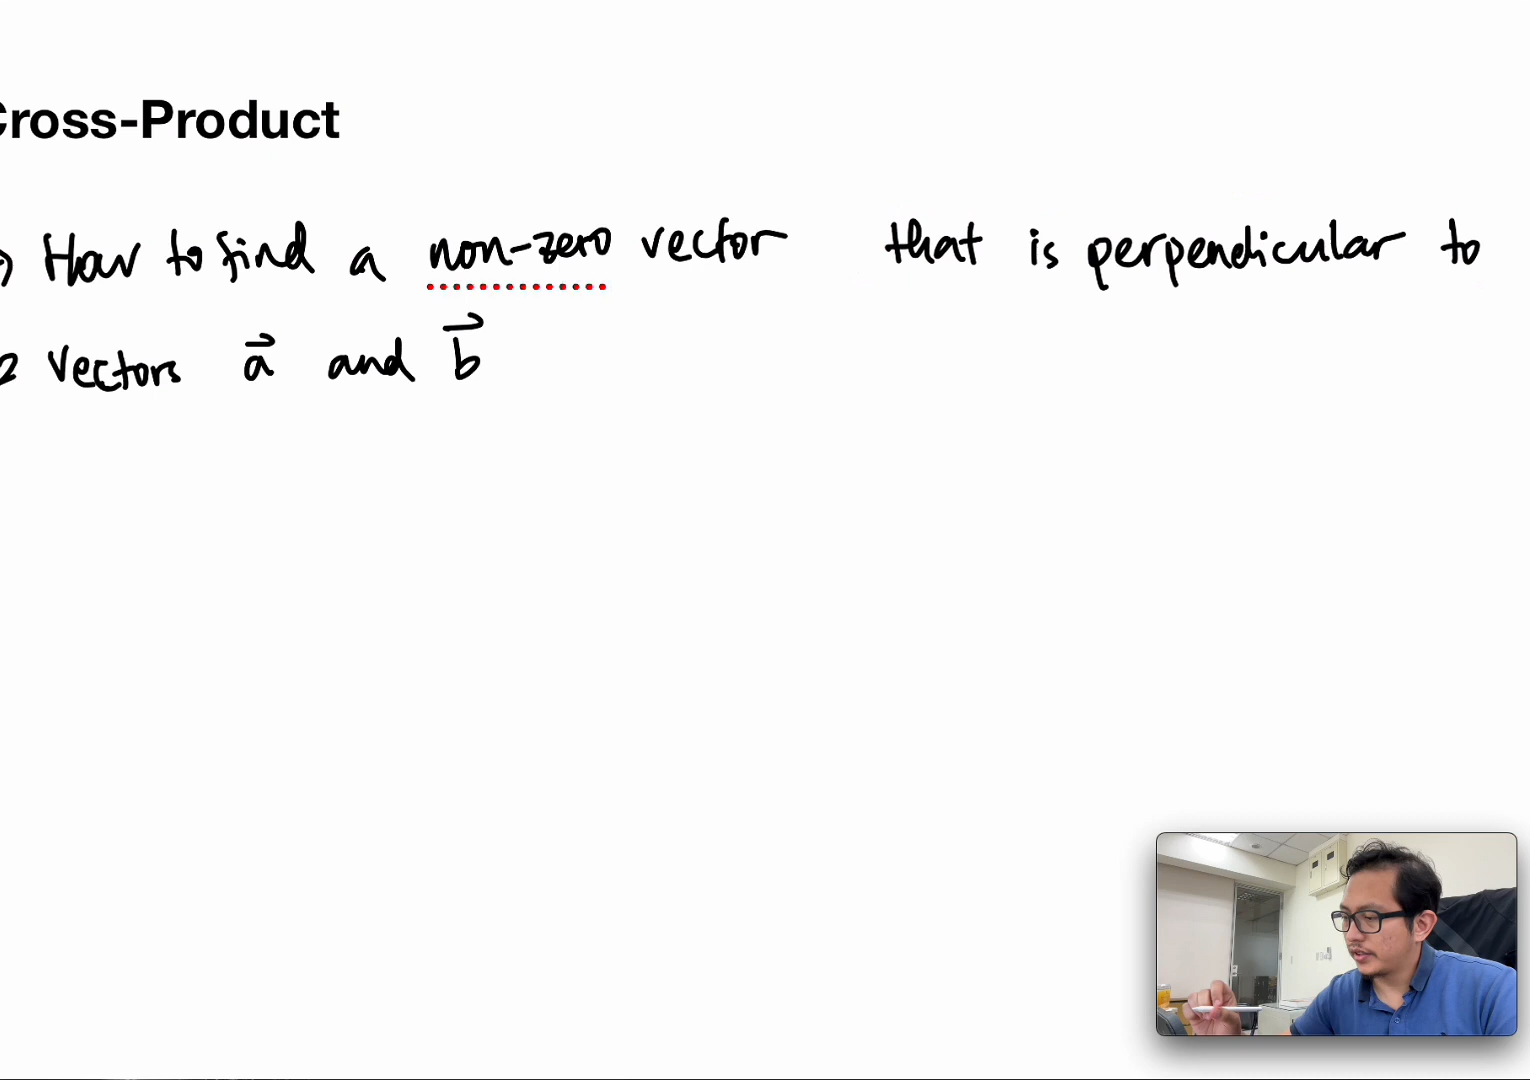 Cross-Product
How to find a non-zero vector that is perpendicular to
2 vectors a⃗ and b⃗